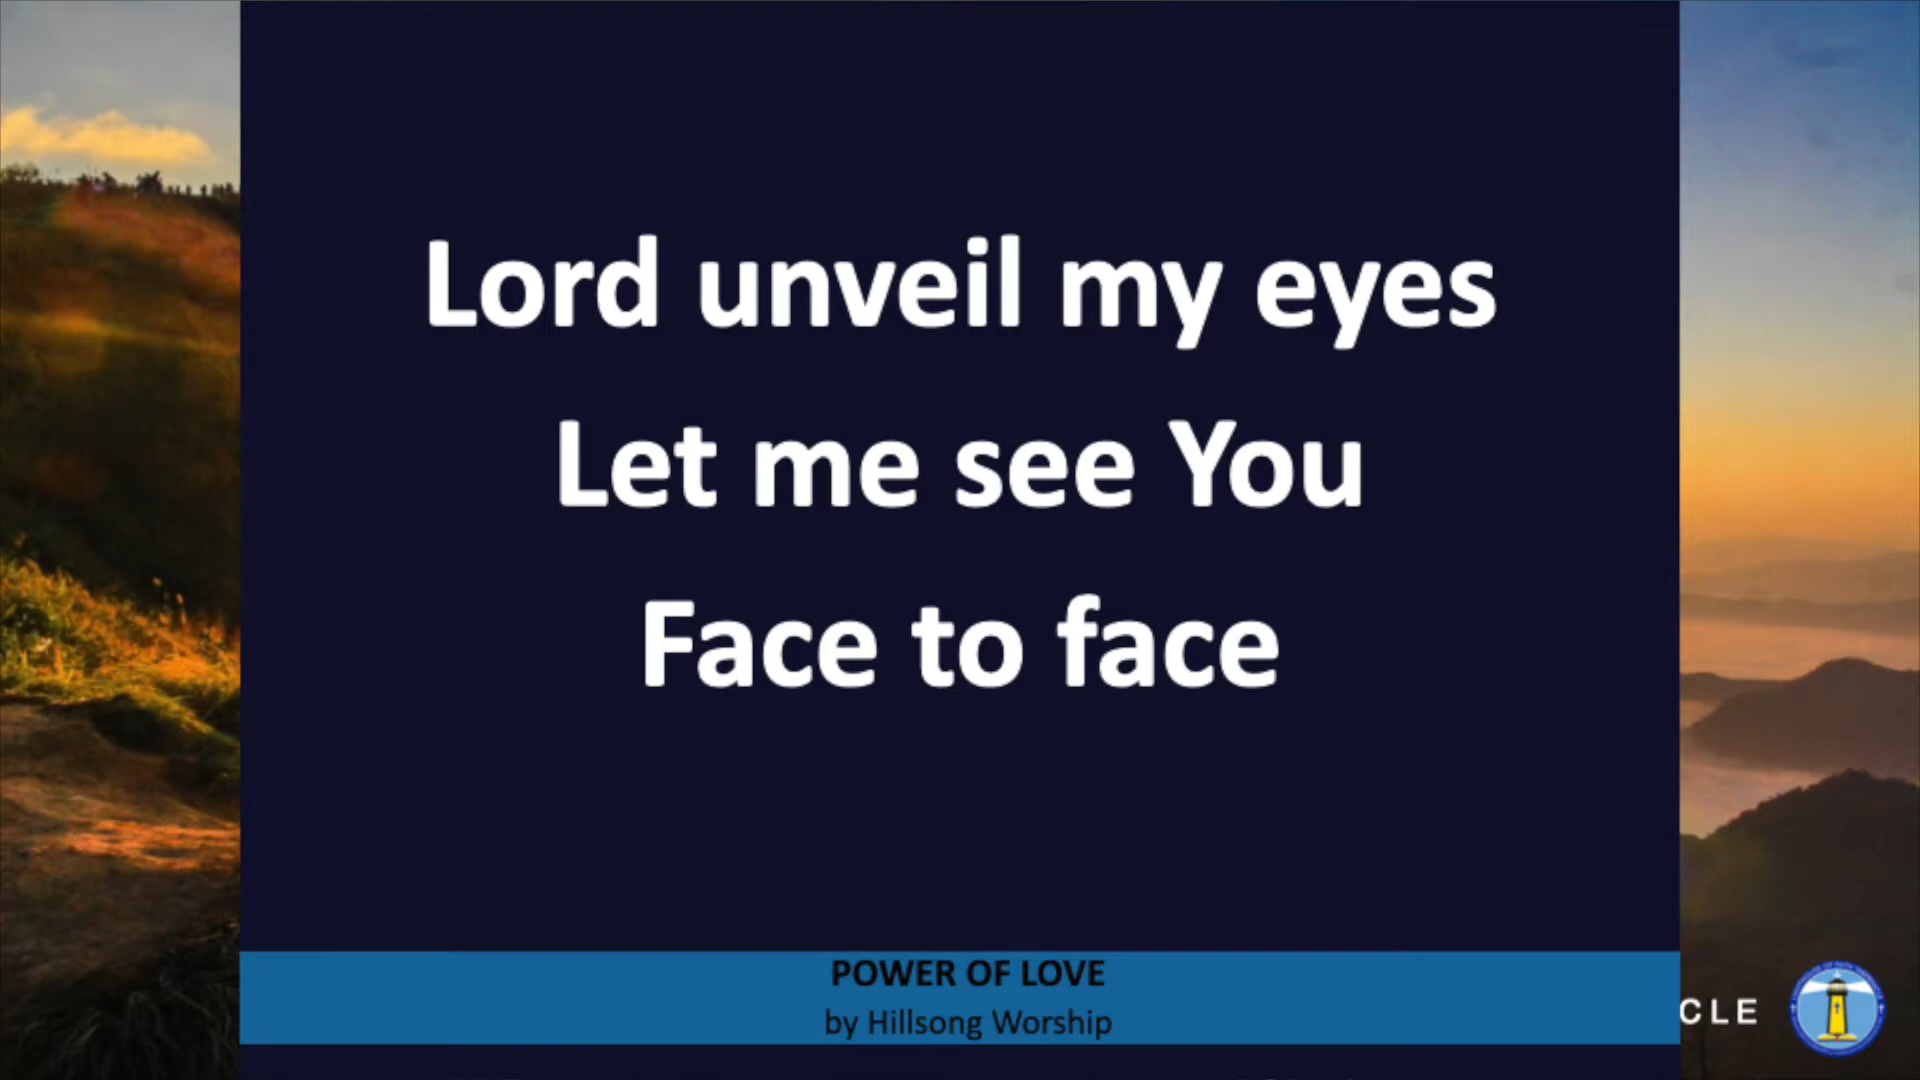 Lord unveil my eyes
Let me see You
Face to face
POWER OF LOVE
by Hillsong Worship
CLE